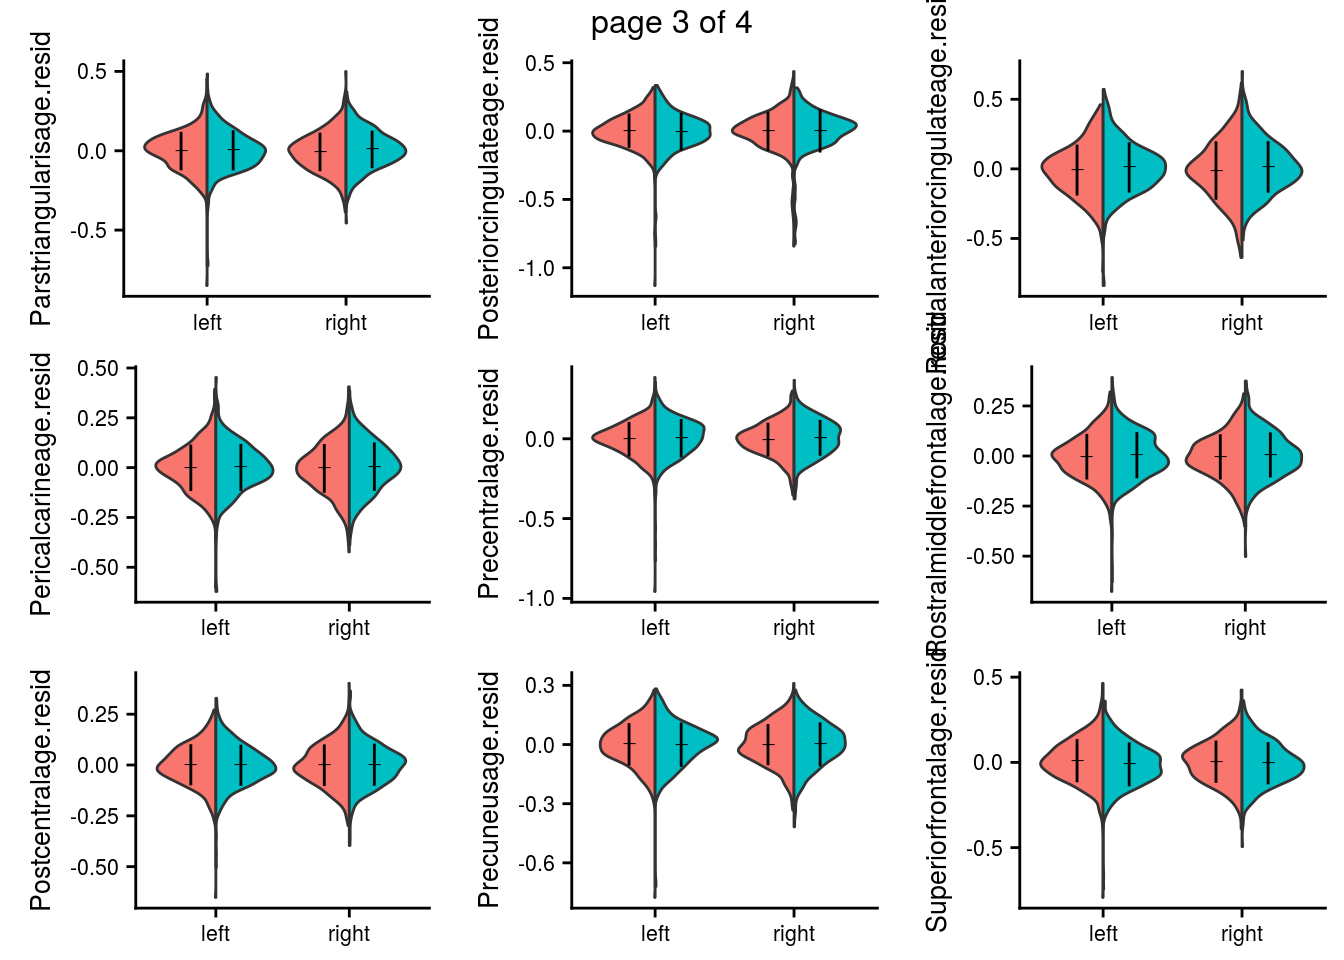 page 3 of 4
Parstriangularisage.resid
0.5
0.0
-0.5
left
right
Posteriorcingulateage.resid
0.5
0.0
-0.5
-1.0
left
right
Rostralanteriorcingulateage.resid
0.5
0.0
-0.5
left
right
Pericalcarineage.resid
0.50
0.25
0.00
-0.25
-0.50
left
right
Precentralage.resid
0.0
-0.5
-1.0
left
right
Rostralmiddlefrontalage.resid
0.25
0.00
-0.25
-0.50
left
right
Postcentralage.resid
0.25
0.00
-0.25
-0.50
left
right
Precuneusage.resid
0.3
0.0
-0.3
-0.6
left
right
Superiorfrontalage.resid
0.5
0.0
-0.5
left
right